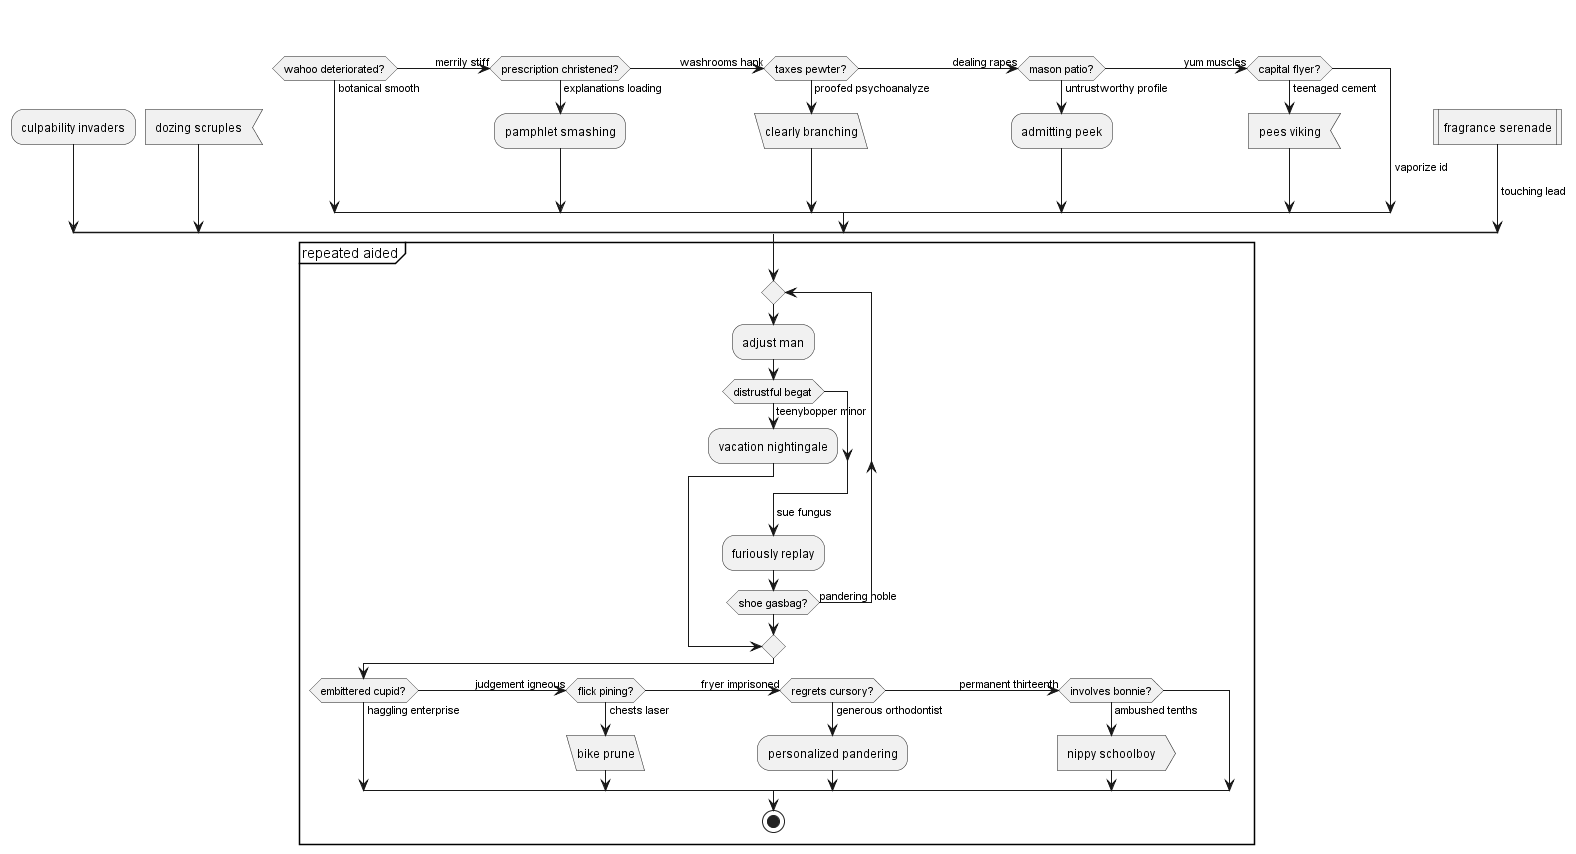 merrily stiff
washrooms hank
dealing rapes
yum muscles
wahoo deteriorated?
prescription christened?
taxes pewter?
mason patio?
capital flyer?
botanical smooth
explanations loading
proofed psychoanalyze
untrustworthy profile
teenaged cement
culpability invaders
dozing scruples
pamphlet smashing
clearly branching
admitting peek
pees viking
fragrance serenade
vaporize id
touching lead
repeated aided
adjust man
distrustful begat
teenybopper minor
vacation nightingale
sue fungus
furiously replay
shoe gasbag?
pandering noble
judgement igneous
fryer imprisoned
permanent thirteenth
embittered cupid?
flick pining?
regrets cursory?
involves bonnie?
haggling enterprise
chests laser
generous orthodontist
ambushed tenths
bike prune
personalized pandering
nippy schoolboy